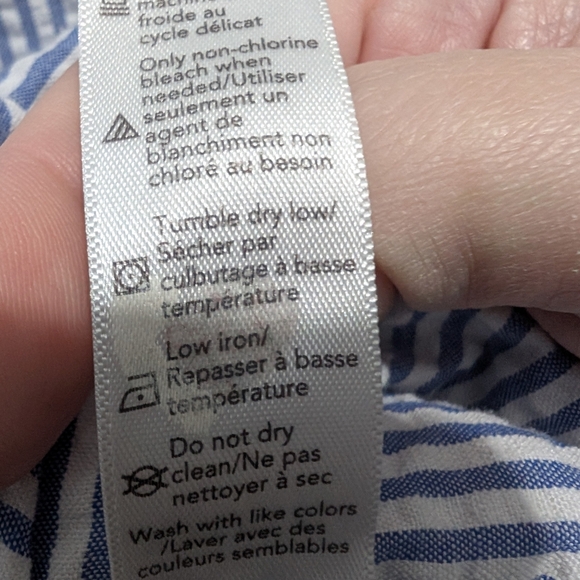 froide au
cycle délicat
Only non-chlorine
bleach when
needed/Utiliser
seulement un
agent de
blanchiment non
chloré au besoin
Tumble dry low/
Sécher par
culbutage à basse
température
Low iron/
Repasser à basse
température
Do not dry
clean/Ne pas
nettoyer à sec
Wash with like colors
/Laver avec des
couleurs semblables